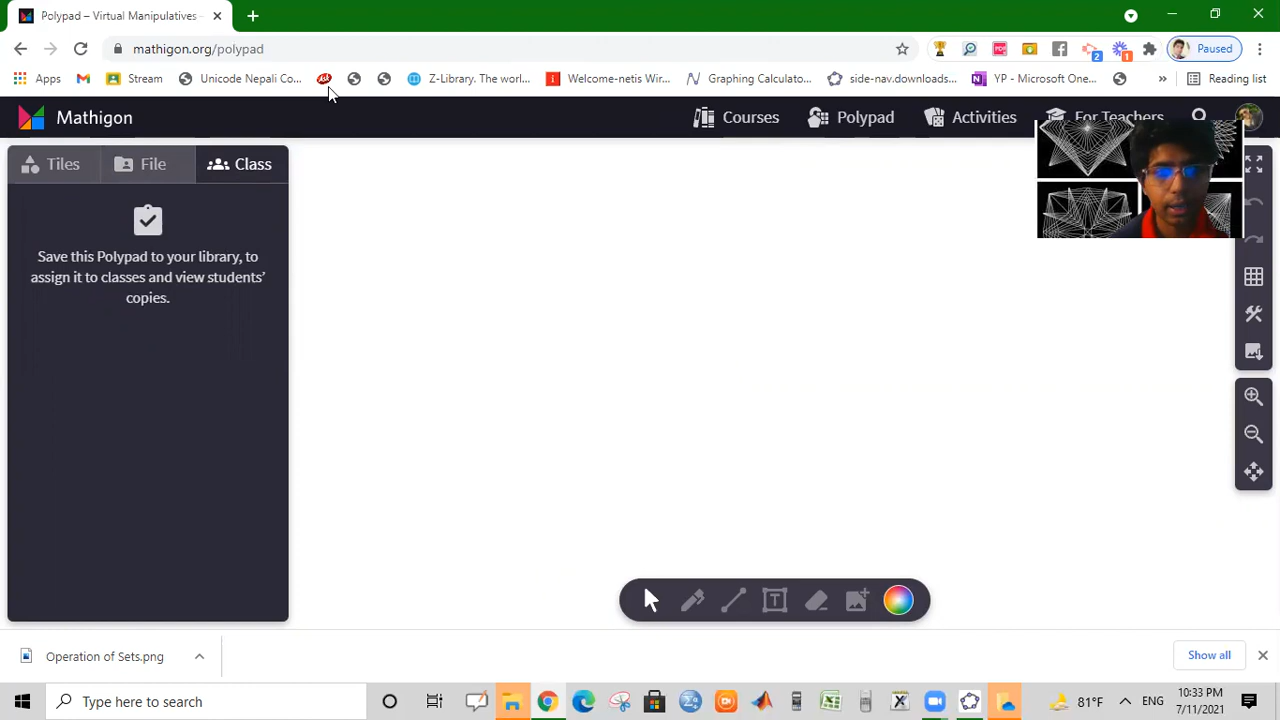 Polypad – Virtual Manipulatives –
mathigon.org/polypad
Paused
Apps
Stream
Unicode Nepali Co...
Z-Library. The worl...
Welcome-netis Wir...
Graphing Calculato...
side-nav.downloads...
YP - Microsoft One...
»
Reading list
PDF
2
1
Mathigon
Courses
Polypad
Activities
For Teachers
Tiles
File
Class
Save this Polypad to your library, to
assign it to classes and view students’
copies.
T
Operation of Sets.png
Show all
Type here to search
81°F
ENG
10:33 PM
7/11/2021